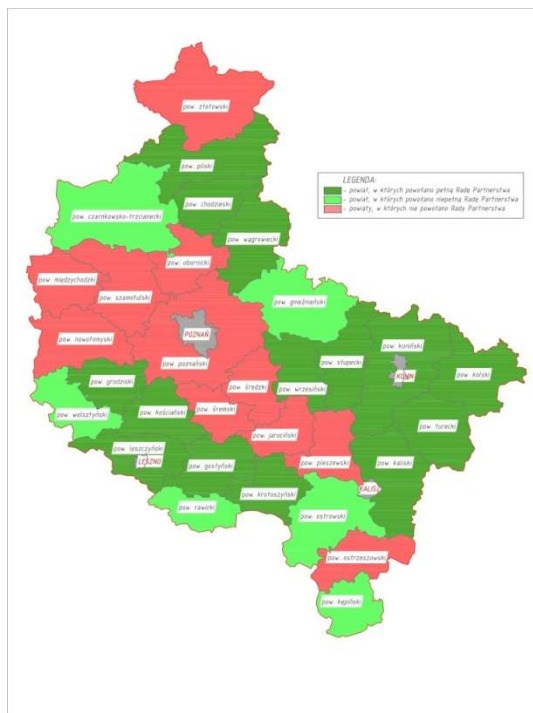 pow. złotowski
pow. pilski
LEGENDA:
- powiat, w których powołano pełną Radę Partnerstwa
- powiat, w których powołano niepełną Radę Partnerstwa
- powiaty, w których nie powołano Rady Partnerstwa
pow. chodzieski
pow. czarnkowsko-trzcianecki
pow. wągrowiecki
pow. obornicki
pow. międzychodzki
pow. szamotulski
pow. gnieźnieński
POZNAŃ
pow. nowotomyski
pow. koniński
pow. słupecki
pow. poznański
KONIN
pow. kolski
pow. grodziski
pow. średzki
pow. wrzesiński
pow. wolsztyński
pow. kościański
pow. śremski
pow. turecki
pow. jarociński
pow. leszczyński
LESZNO
pow. gostyński
pow. pleszewski
pow. kaliski
KALISZ
pow. krotoszyński
pow. rawicki
pow. ostrowski
pow. ostrzeszowski
pow. kępiński